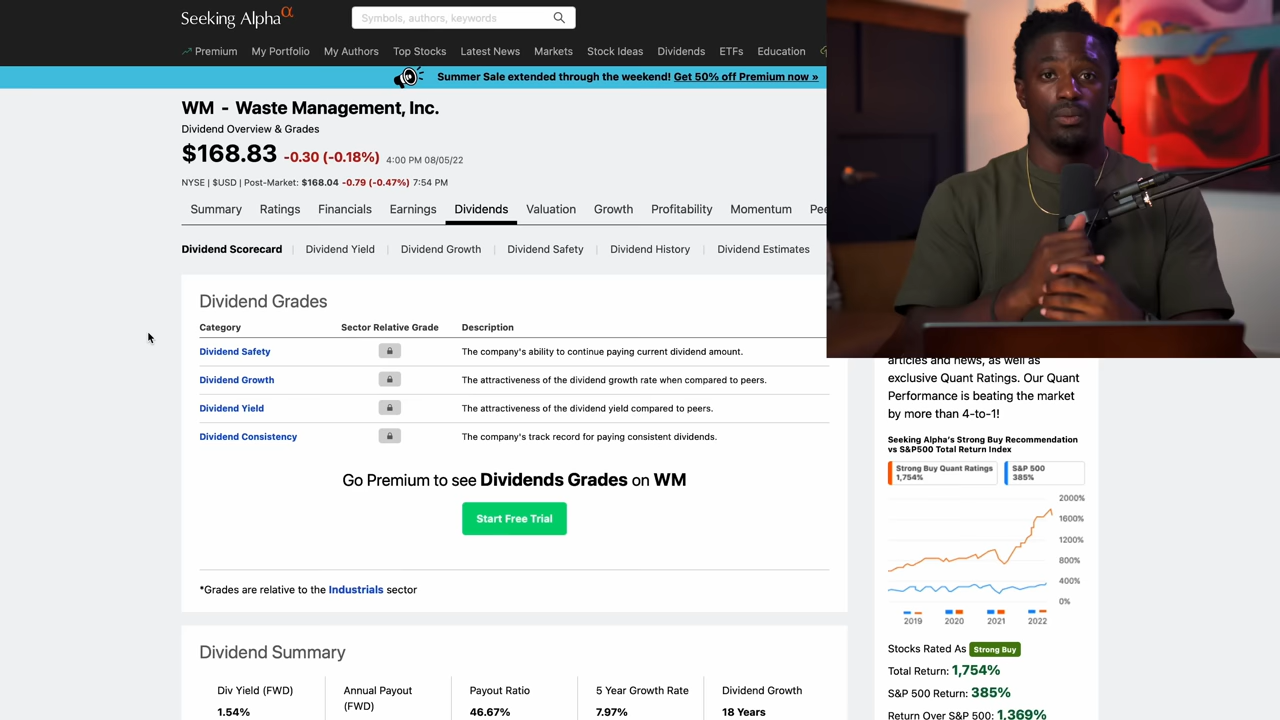 Seeking Alpha α
Symbols, authors, keywords
Premium My Portfolio My Authors Top Stocks Latest News Markets Stock Ideas Dividends ETFs Education
Summer Sale extended through the weekend! Get 50% off Premium now »
WM - Waste Management, Inc.
Dividend Overview & Grades
$168.83 -0.30 (-0.18%) 4:00 PM 08/05/22
NYSE | $USD | Post-Market: $168.04 -0.79 (-0.47%) 7:54 PM
Summary Ratings Financials Earnings Dividends Valuation Growth Profitability Momentum Pee
Dividend Scorecard Dividend Yield Dividend Growth Dividend Safety Dividend History Dividend Estimates
Dividend Grades
Category Sector Relative Grade Description
Dividend Safety The company's ability to continue paying current dividend amount.
Dividend Growth The attractiveness of the dividend growth rate when compared to peers.
Dividend Yield The attractiveness of the dividend yield compared to peers.
Dividend Consistency The company's track record for paying consistent dividends.
Go Premium to see Dividends Grades on WM
Start Free Trial
*Grades are relative to the Industrials sector
Dividend Summary
Div Yield (FWD) Annual Payout (FWD) Payout Ratio 5 Year Growth Rate Dividend Growth
1.54% 46.67% 7.97% 18 Years
articles and news, as well as
exclusive Quant Ratings. Our Quant
Performance is beating the market
by more than 4-to-1!
Seeking Alpha's Strong Buy Recommendation
vs S&P500 Total Return Index
Strong Buy Quant Ratings
1,754%
S&P 500
385%
2000%
1600%
1200%
800%
400%
0%
2019 2020 2021 2022
Stocks Rated As Strong Buy
Total Return: 1,754%
S&P 500 Return: 385%
Return Over S&P 500: 1,369%